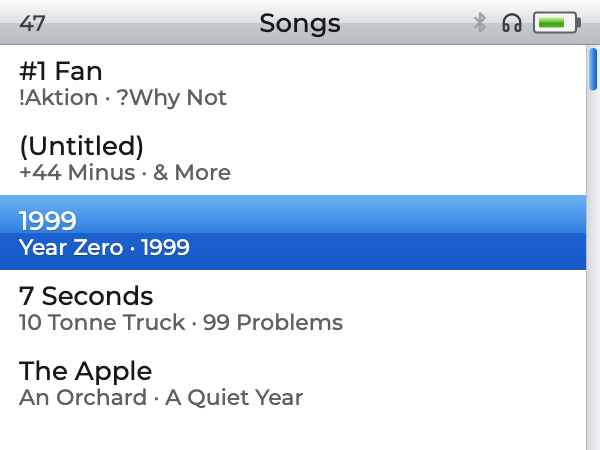 47
Songs
#1 Fan
!Aktion · ?Why Not
(Untitled)
+44 Minus · & More
1999
Year Zero · 1999
7 Seconds
10 Tonne Truck · 99 Problems
The Apple
An Orchard · A Quiet Year